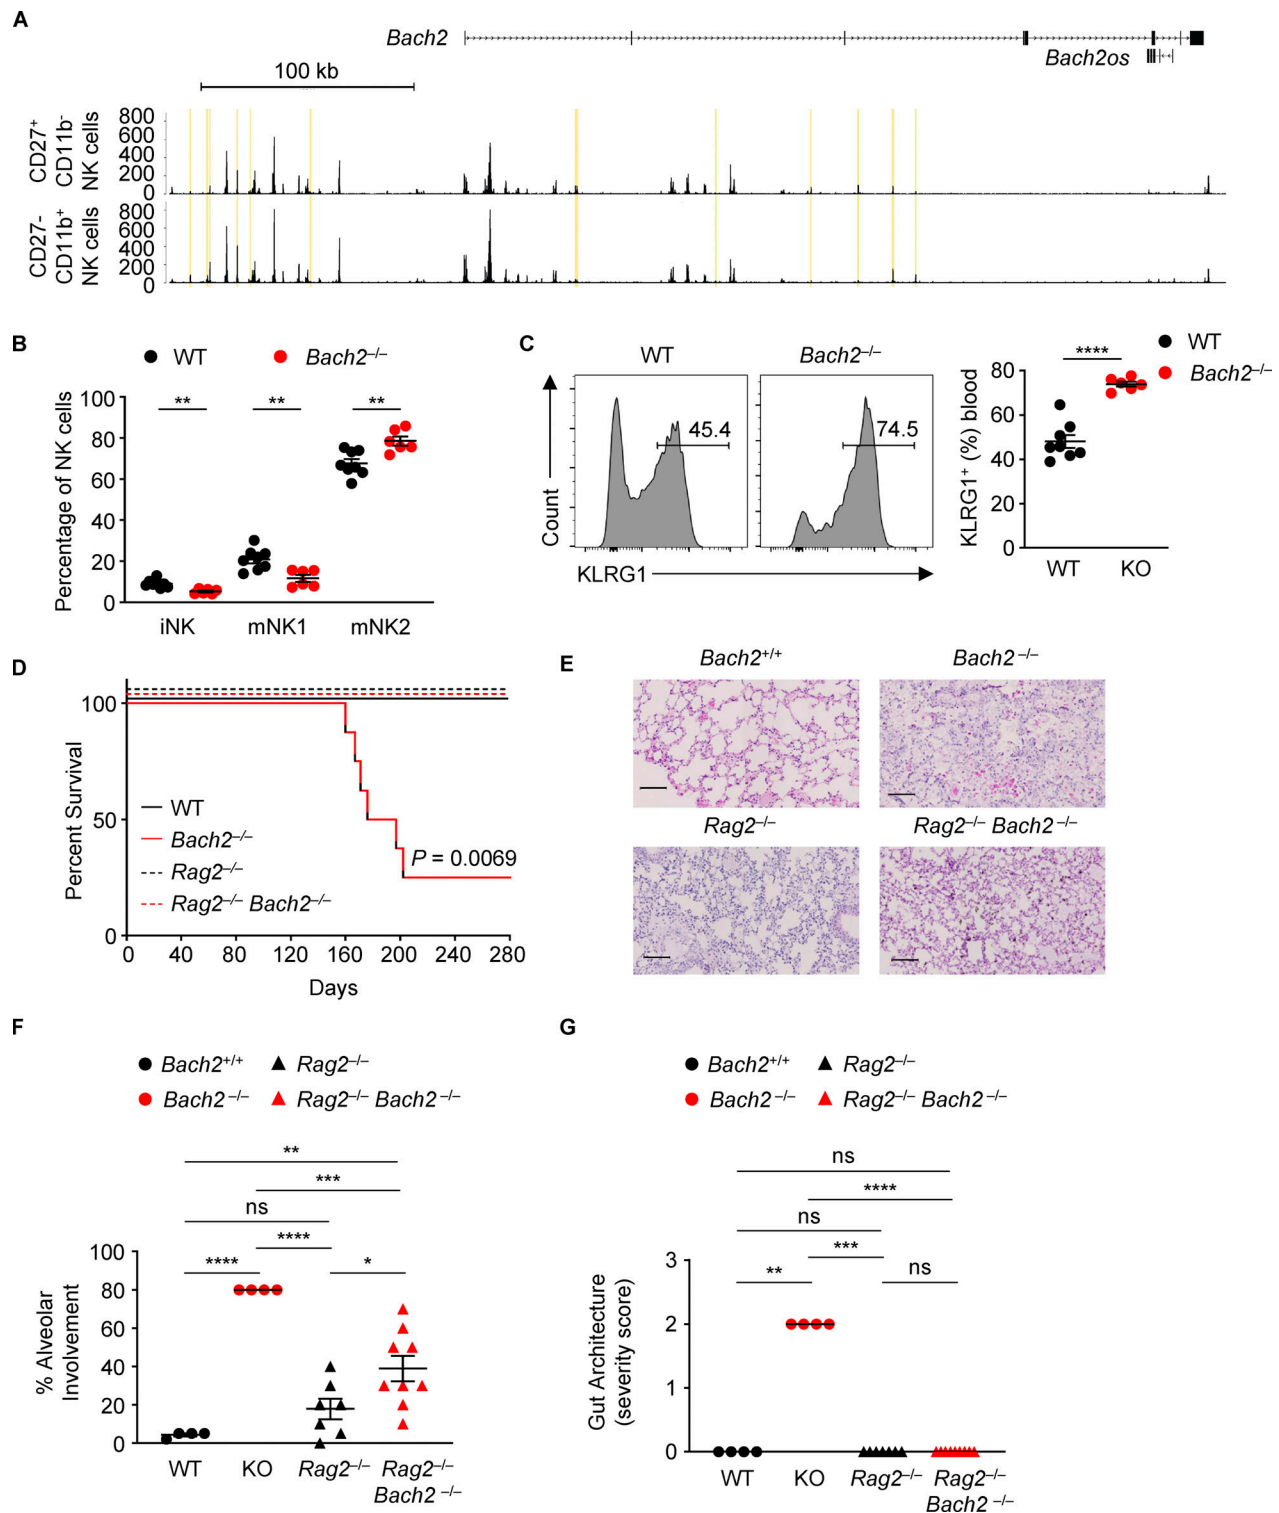 A
Bach2
Bach2os
100 kb
CD27+
CD11b-
NK cells
800
600
400
200
0
CD27-
CD11b+
NK cells
800
600
400
200
0
B
WT
Bach2–/–
Percentage of NK cells
100
80
60
40
20
0
**
**
**
iNK
mNK1
mNK2
C
WT
Bach2–/–
Count
45.4
74.5
KLRG1
WT
Bach2–/–
KLRG1+ (%) blood
80
60
40
20
0
****
WT
KO
D
Percent Survival
100
50
0
WT
Bach2–/–
Rag2–/–
Rag2–/– Bach2–/–
P = 0.0069
0 40 80 120 160 200 240 280
Days
E
Bach2+/+
Bach2 –/–
Rag2–/–
Rag2–/– Bach2 –/–
F
Bach2+/+
Rag2–/–
Bach2 –/–
Rag2–/– Bach2 –/–
**
***
ns
****
****
*
% Alveolar
Involvement
100
80
60
40
20
0
WT
KO
Rag2–/–
Rag2–/–
Bach2 –/–
G
Bach2+/+
Rag2–/–
Bach2 –/–
Rag2–/– Bach2 –/–
ns
****
ns
***
**
ns
Gut Architecture
(severity score)
3
2
1
0
WT
KO
Rag2–/–
Rag2–/–
Bach2 –/–